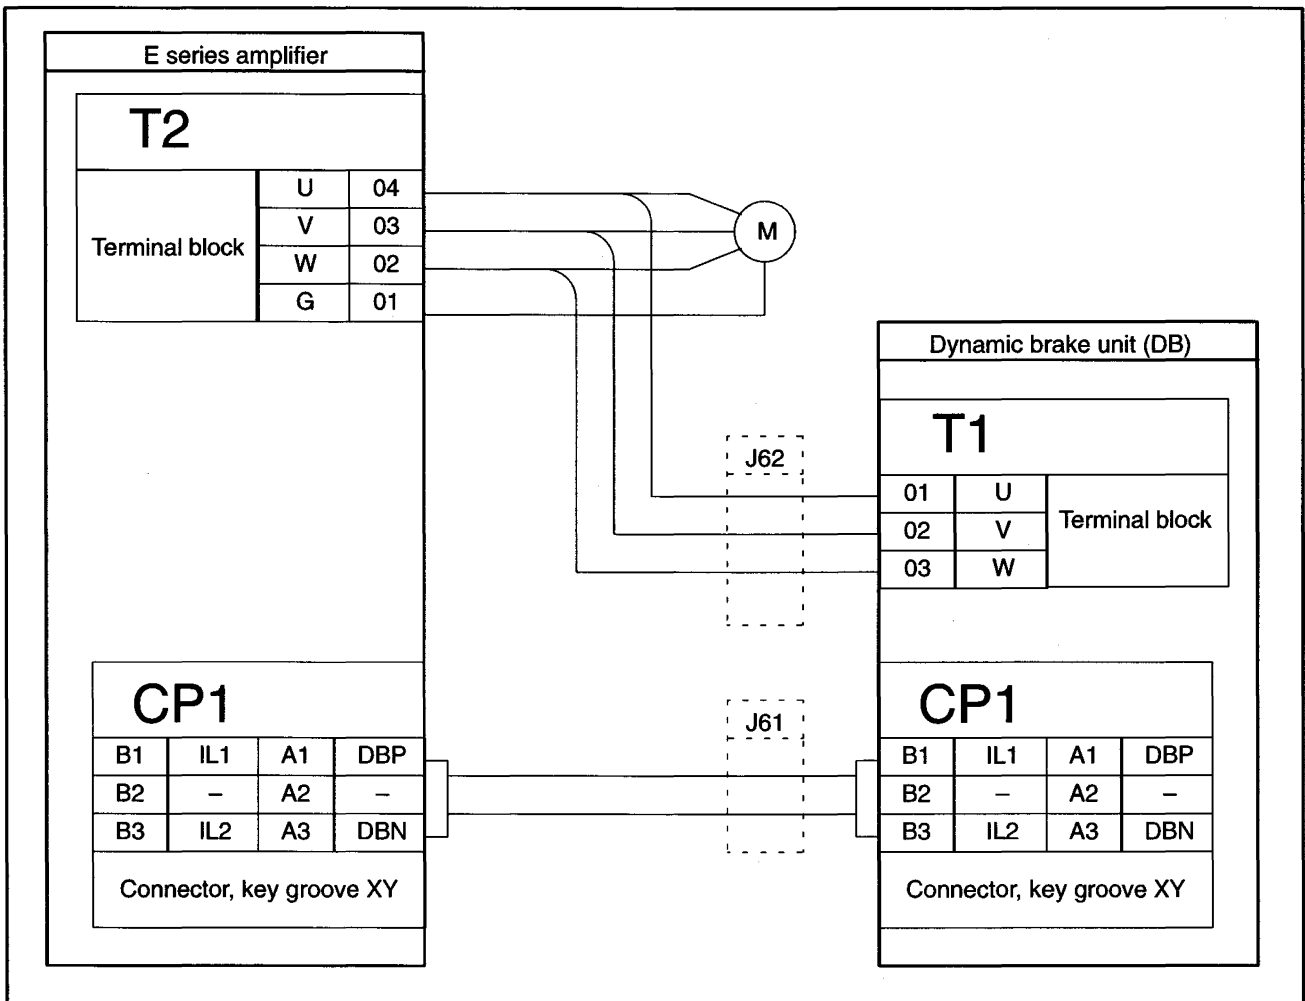 E series amplifier
T2
Terminal block
U 04
V 03
W 02
G 01
M
Dynamic brake unit (DB)
T1
01 U
02 V
03 W
Terminal block
J62
CP1
B1 IL1 A1 DBP
B2 – A2 –
B3 IL2 A3 DBN
Connector, key groove XY
J61
CP1
B1 IL1 A1 DBP
B2 – A2 –
B3 IL2 A3 DBN
Connector, key groove XY